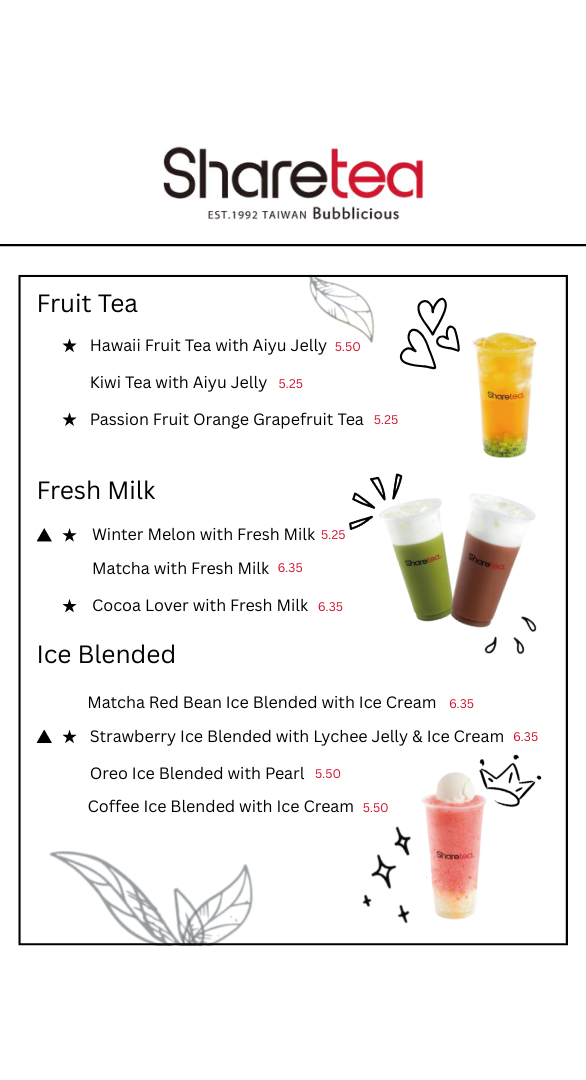 Sharetea
EST.1992 TAIWAN Bubblicious
Fruit Tea
★ Hawaii Fruit Tea with Aiyu Jelly 5.50
Kiwi Tea with Aiyu Jelly 5.25
★ Passion Fruit Orange Grapefruit Tea 5.25
Sharetea
Fresh Milk
▲ ★ Winter Melon with Fresh Milk 5.25
Matcha with Fresh Milk 6.35
★ Cocoa Lover with Fresh Milk 6.35
Sharetea
Sharetea
Ice Blended
Matcha Red Bean Ice Blended with Ice Cream 6.35
▲ ★ Strawberry Ice Blended with Lychee Jelly & Ice Cream 6.35
Oreo Ice Blended with Pearl 5.50
Coffee Ice Blended with Ice Cream 5.50
Sharetea